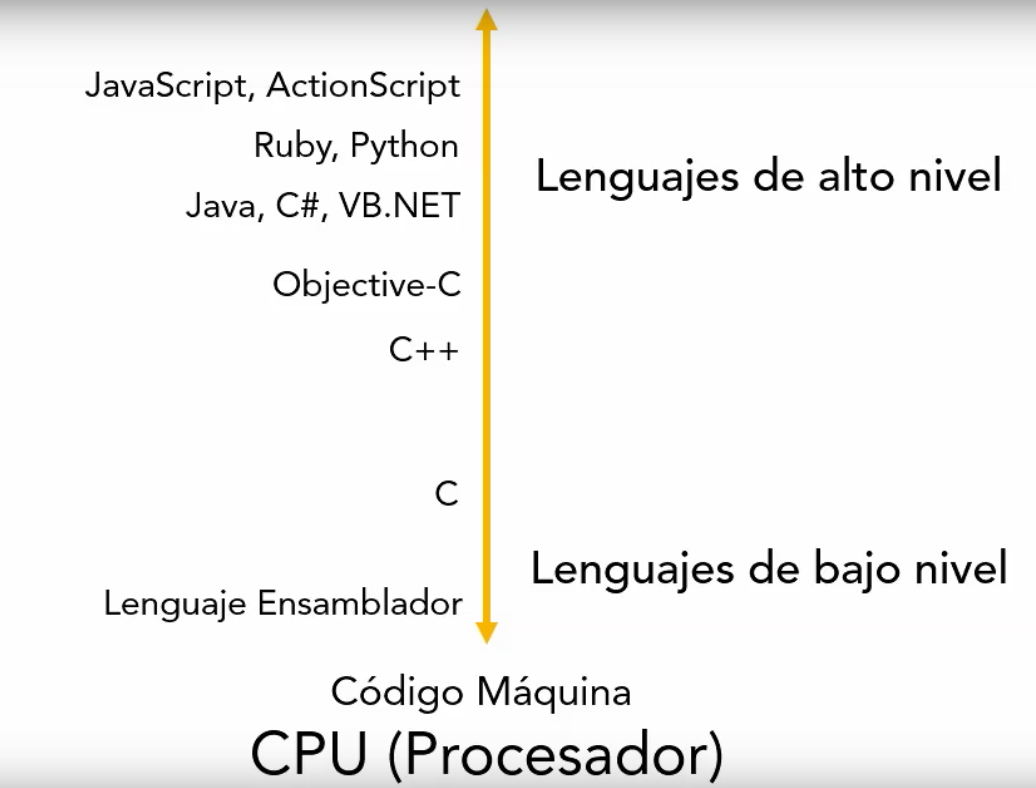 JavaScript, ActionScript
Ruby, Python
Lenguajes de alto nivel
Java, C#, VB.NET
Objective-C
C++
C
Lenguajes de bajo nivel
Lenguaje Ensamblador
Código Máquina
CPU (Procesador)